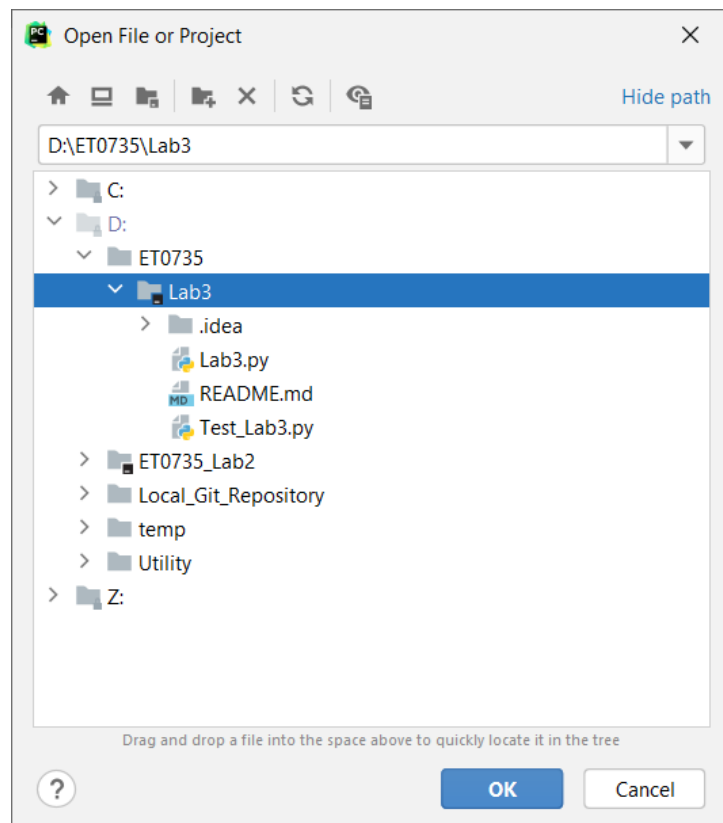 PC
Open File or Project
Hide path
D:\ET0735\Lab3
C:
D:
ET0735
Lab3
.idea
Lab3.py
MD README.md
Test_Lab3.py
ET0735_Lab2
Local_Git_Repository
temp
Utility
Z:
Drag and drop a file into the space above to quickly locate it in the tree
? OK Cancel